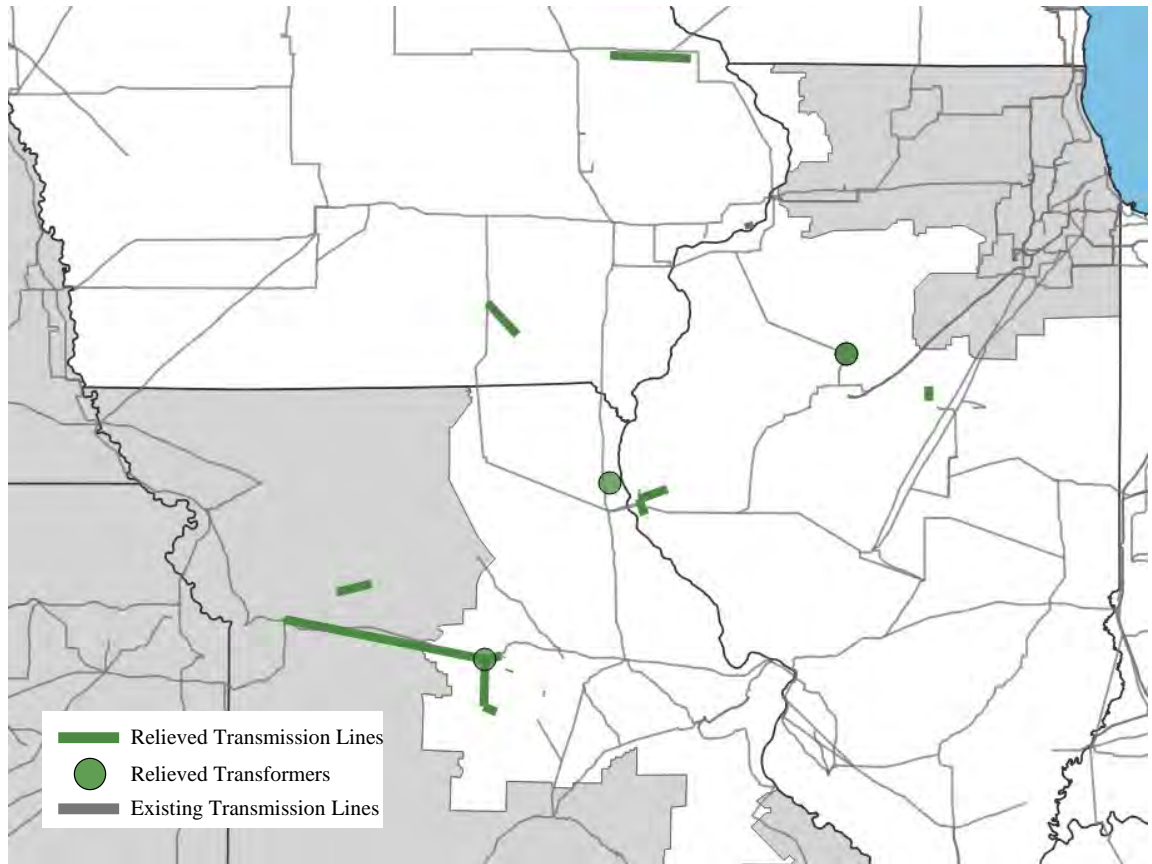 Relieved Transmission Lines
Relieved Transformers
Existing Transmission Lines